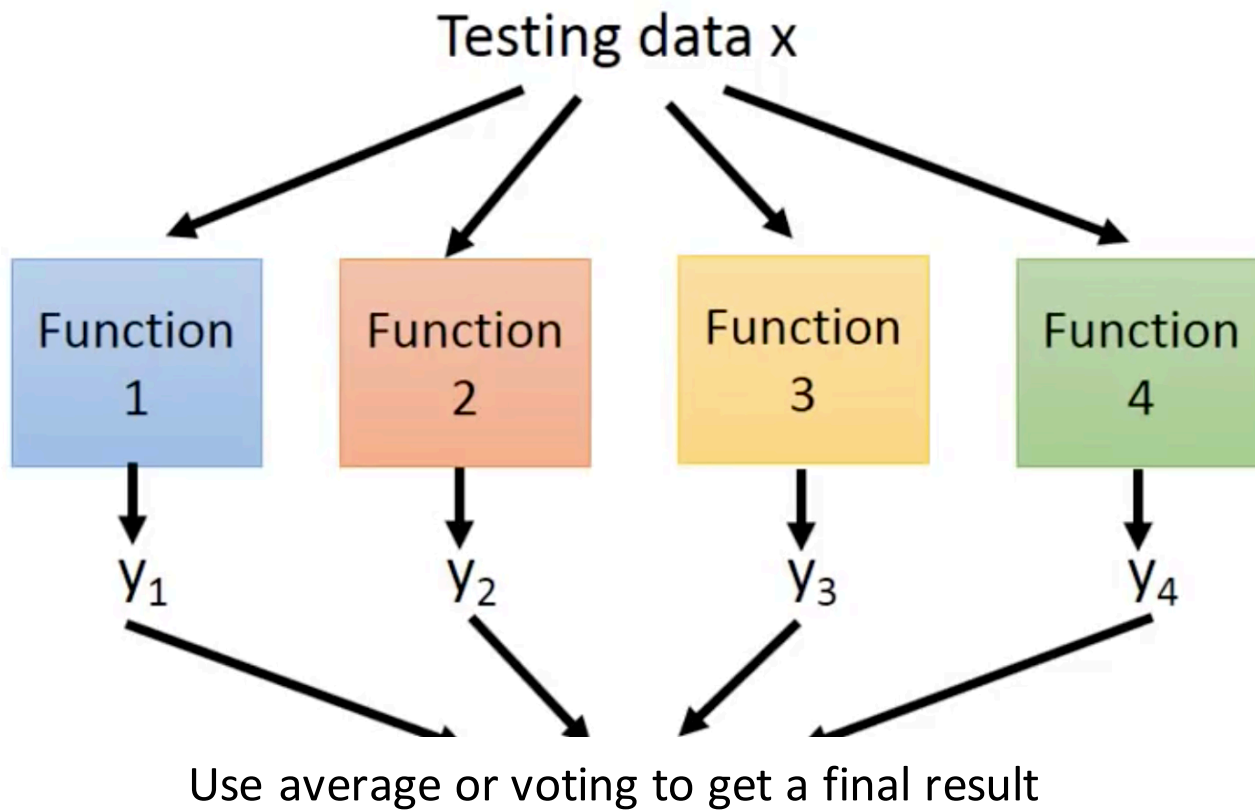 Testing data x
Function
1
Function
2
Function
3
Function
4
y₁
y₂
y₃
y₄
Use average or voting to get a final result